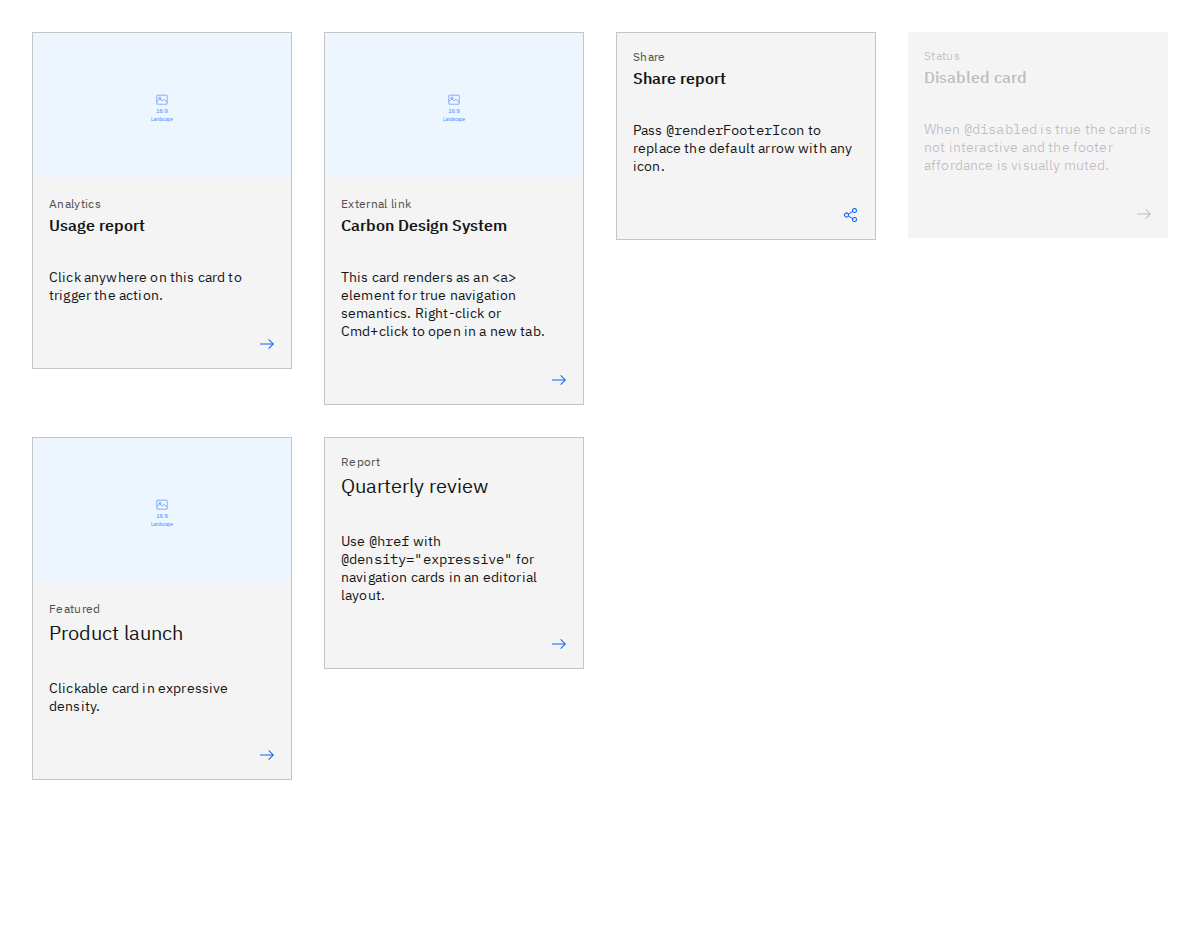 16:9
Landscape
Analytics
Usage report
Click anywhere on this card to
trigger the action.
16:9
Landscape
External link
Carbon Design System
This card renders as an <a>
element for true navigation
semantics. Right-click or
Cmd+click to open in a new tab.
Share
Share report
Pass @renderFooterIcon to
replace the default arrow with any
icon.
Status
Disabled card
When @disabled is true the card is
not interactive and the footer
affordance is visually muted.
16:9
Landscape
Featured
Product launch
Clickable card in expressive
density.
Report
Quarterly review
Use @href with
@density="expressive" for
navigation cards in an editorial
layout.